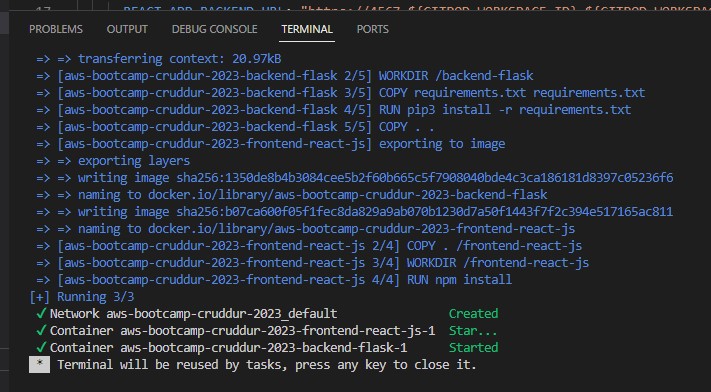 17 REACT_APP_BACKEND_URL: "https://4567-${GITPOD_WORKSPACE_ID}.${GITPOD_WORKSPAC
PROBLEMS OUTPUT DEBUG CONSOLE TERMINAL PORTS
=> => transferring context: 20.97kB
=> [aws-bootcamp-cruddur-2023-backend-flask 2/5] WORKDIR /backend-flask
=> [aws-bootcamp-cruddur-2023-backend-flask 3/5] COPY requirements.txt requirements.txt
=> [aws-bootcamp-cruddur-2023-backend-flask 4/5] RUN pip3 install -r requirements.txt
=> [aws-bootcamp-cruddur-2023-backend-flask 5/5] COPY . .
=> [aws-bootcamp-cruddur-2023-frontend-react-js] exporting to image
=> => exporting layers
=> => writing image sha256:1350de8b4b3084cee5b2f60b665c5f7908040bde4c3ca186181d8397c05236f6
=> => naming to docker.io/library/aws-bootcamp-cruddur-2023-backend-flask
=> => writing image sha256:b07ca600f05f1fec8da829a9ab070b1230d7a50f1443f7f2c394e517165ac811
=> => naming to docker.io/library/aws-bootcamp-cruddur-2023-frontend-react-js
=> [aws-bootcamp-cruddur-2023-frontend-react-js 2/4] COPY . /frontend-react-js
=> [aws-bootcamp-cruddur-2023-frontend-react-js 3/4] WORKDIR /frontend-react-js
=> [aws-bootcamp-cruddur-2023-frontend-react-js 4/4] RUN npm install
[+] Running 3/3
✓ Network aws-bootcamp-cruddur-2023_default Created
✓ Container aws-bootcamp-cruddur-2023-frontend-react-js-1 Star...
✓ Container aws-bootcamp-cruddur-2023-backend-flask-1 Started
* Terminal will be reused by tasks, press any key to close it.